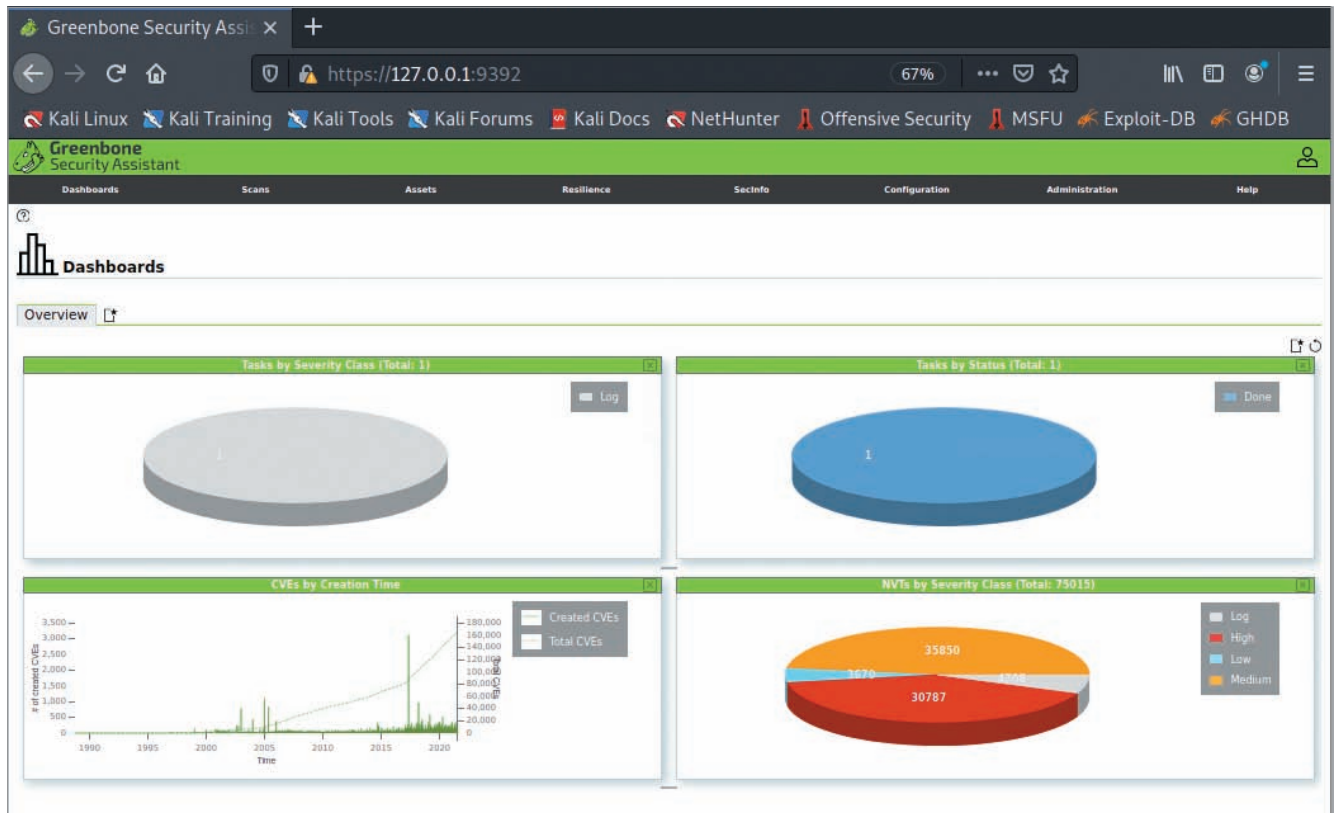 Greenbone Security Assis
https://127.0.0.1:9392
67%
Kali Linux Kali Training Kali Tools Kali Forums Kali Docs NetHunter Offensive Security MSFU Exploit-DB GHDB
Greenbone
Security Assistant
Dashboards Scans Assets Resilience SecInfo Configuration Administration Help
Dashboards
Overview
Tasks by Severity Class (Total: 1)
Log
1
Tasks by Status (Total: 1)
Done
1
CVEs by Creation Time
Created CVEs
Total CVEs
# of created CVEs
3,500
3,000
2,500
2,000
1,500
1,000
500
0
180,000
160,000
140,000
120,000
100,000
80,000
60,000
40,000
20,000
0
Total CVEs
1990 1995 2000 2005 2010 2015 2020
Time
NVTs by Severity Class (Total: 75015)
Log
High
Low
Medium
35850
3670
30787